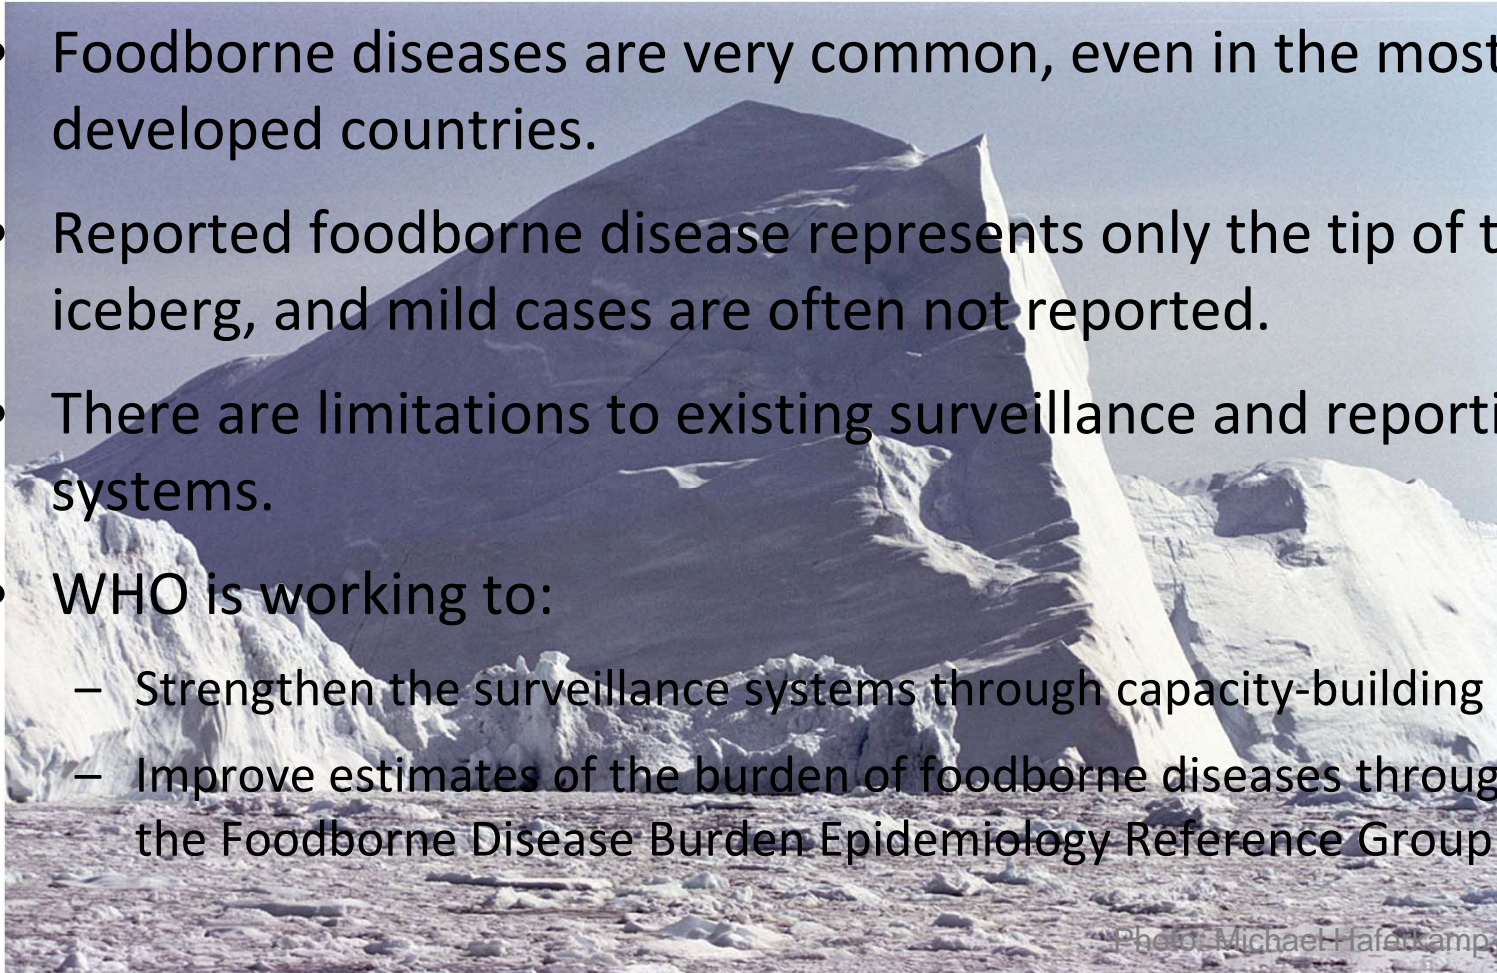 • Foodborne diseases are very common, even in the most
developed countries.
• Reported foodborne disease represents only the tip of t
iceberg, and mild cases are often not reported.
• There are limitations to existing surveillance and reporti
systems.
• WHO is working to:
– Strengthen the surveillance systems through capacity-building
– Improve estimates of the burden of foodborne diseases throug
the Foodborne Disease Burden Epidemiology Reference Group
Photo: Michael Haferkamp